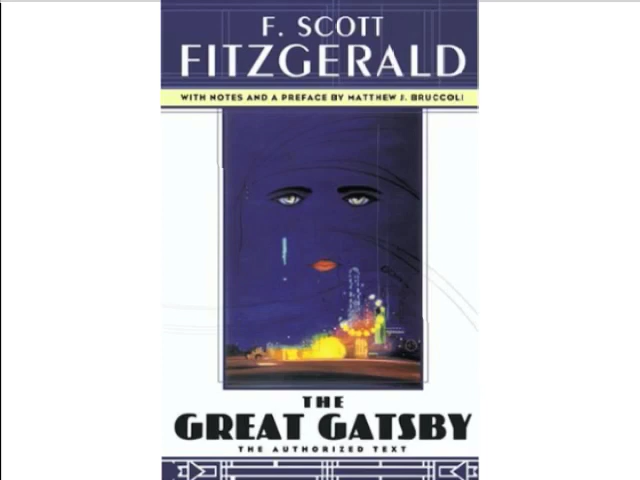 F. SCOTT
FITZGERALD
WITH NOTES AND A PREFACE BY MATTHEW J. BRUCCOLI
THE
GREAT GATSBY
THE AUTHORIZED TEXT